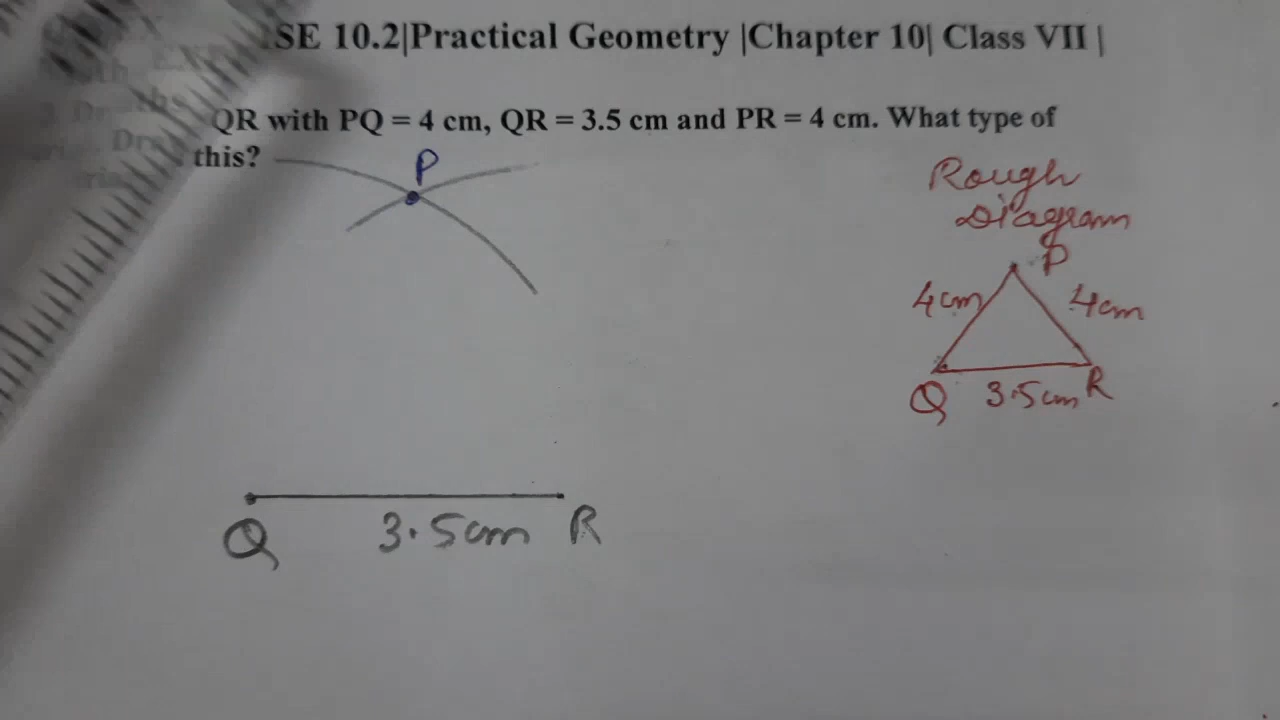 SE 10.2|Practical Geometry |Chapter 10| Class VII |
QR with PQ = 4 cm, QR = 3.5 cm and PR = 4 cm. What type of
this?
P
Rough
Diagram
P
4cm
4cm
Q
3.5cm
R
Q
3.5cm
R